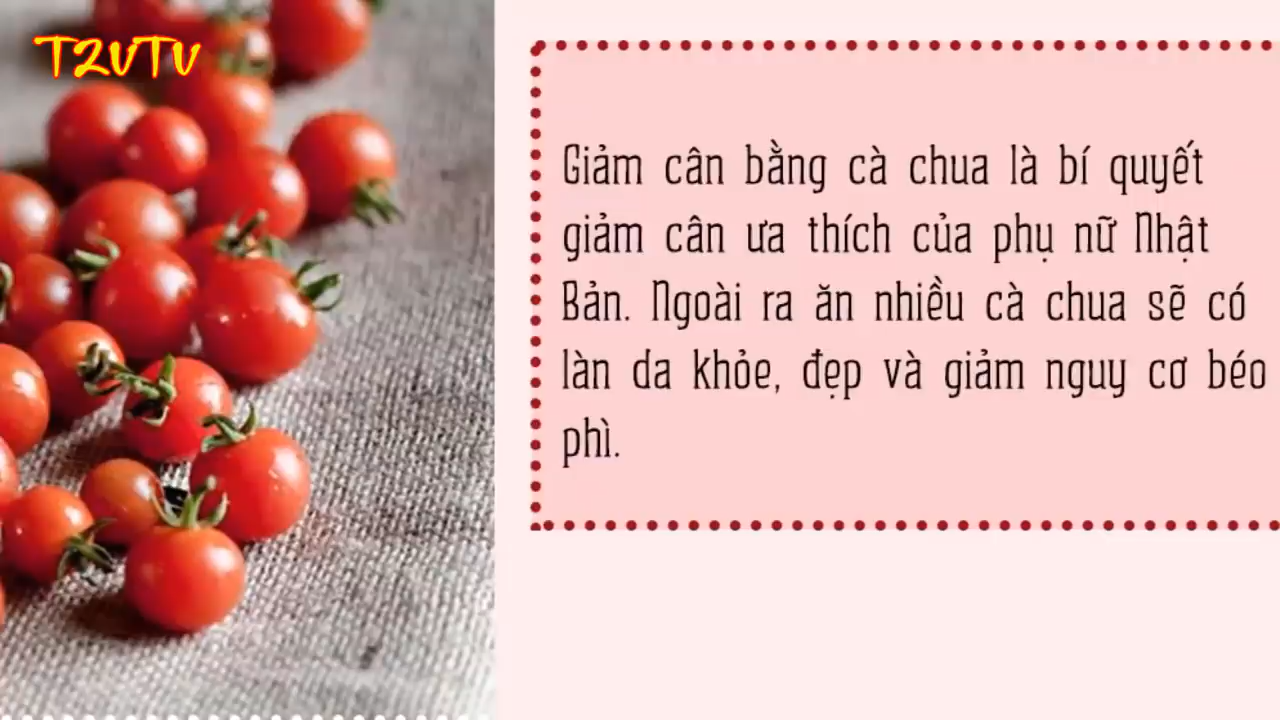 T2VTV
Giảm cân bằng cà chua là bí quyết
giảm cân ưa thích của phụ nữ Nhật
Bản. Ngoài ra ăn nhiều cà chua sẽ có
làn da khỏe, đẹp và giảm nguy cơ béo
phì.